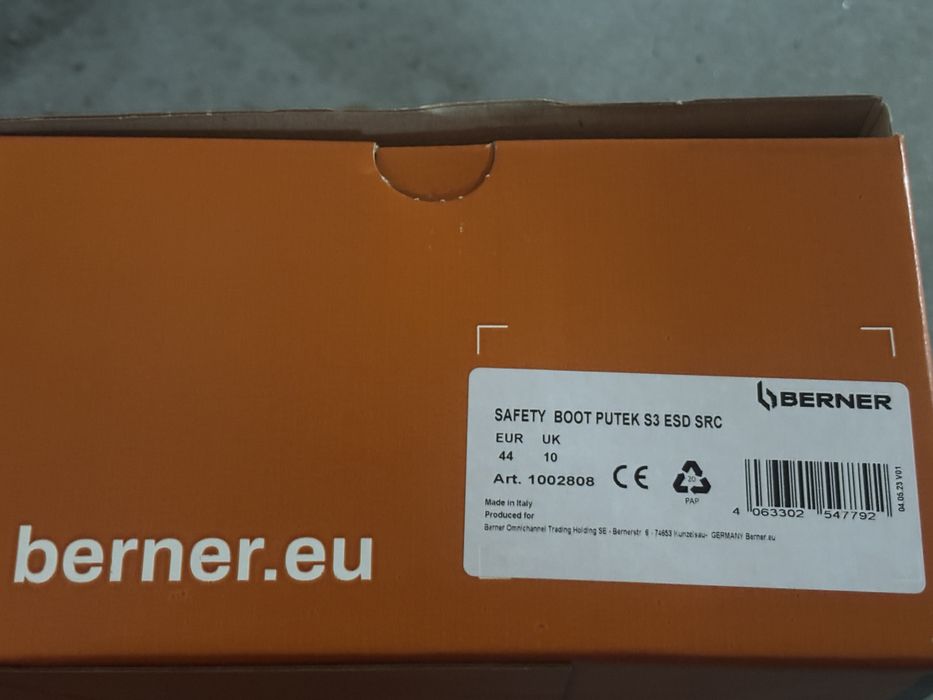 BERNER
SAFETY BOOT PUTEK S3 ESD SRC
EUR UK
44 10
Art. 1002808
CE
20
PAP
4 063302 547792
04.05.23 V01
Made in Italy
Produced for
Berner Omnichannel Trading Holding SE - Bernerstr. 6 - 74653 Kunzelsau- GERMANY Berner.eu
berner.eu